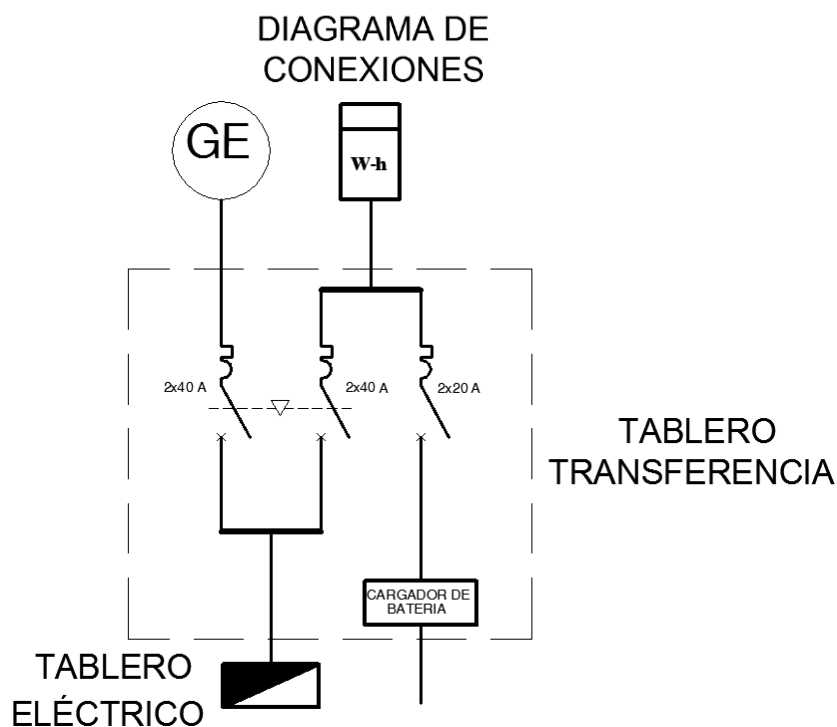 DIAGRAMA DE
CONEXIONES
GE
W-h
2x40 A
2x40 A
2x20 A
TABLERO
TRANSFERENCIA
CARGADOR DE
BATERIA
TABLERO
ELÉCTRICO